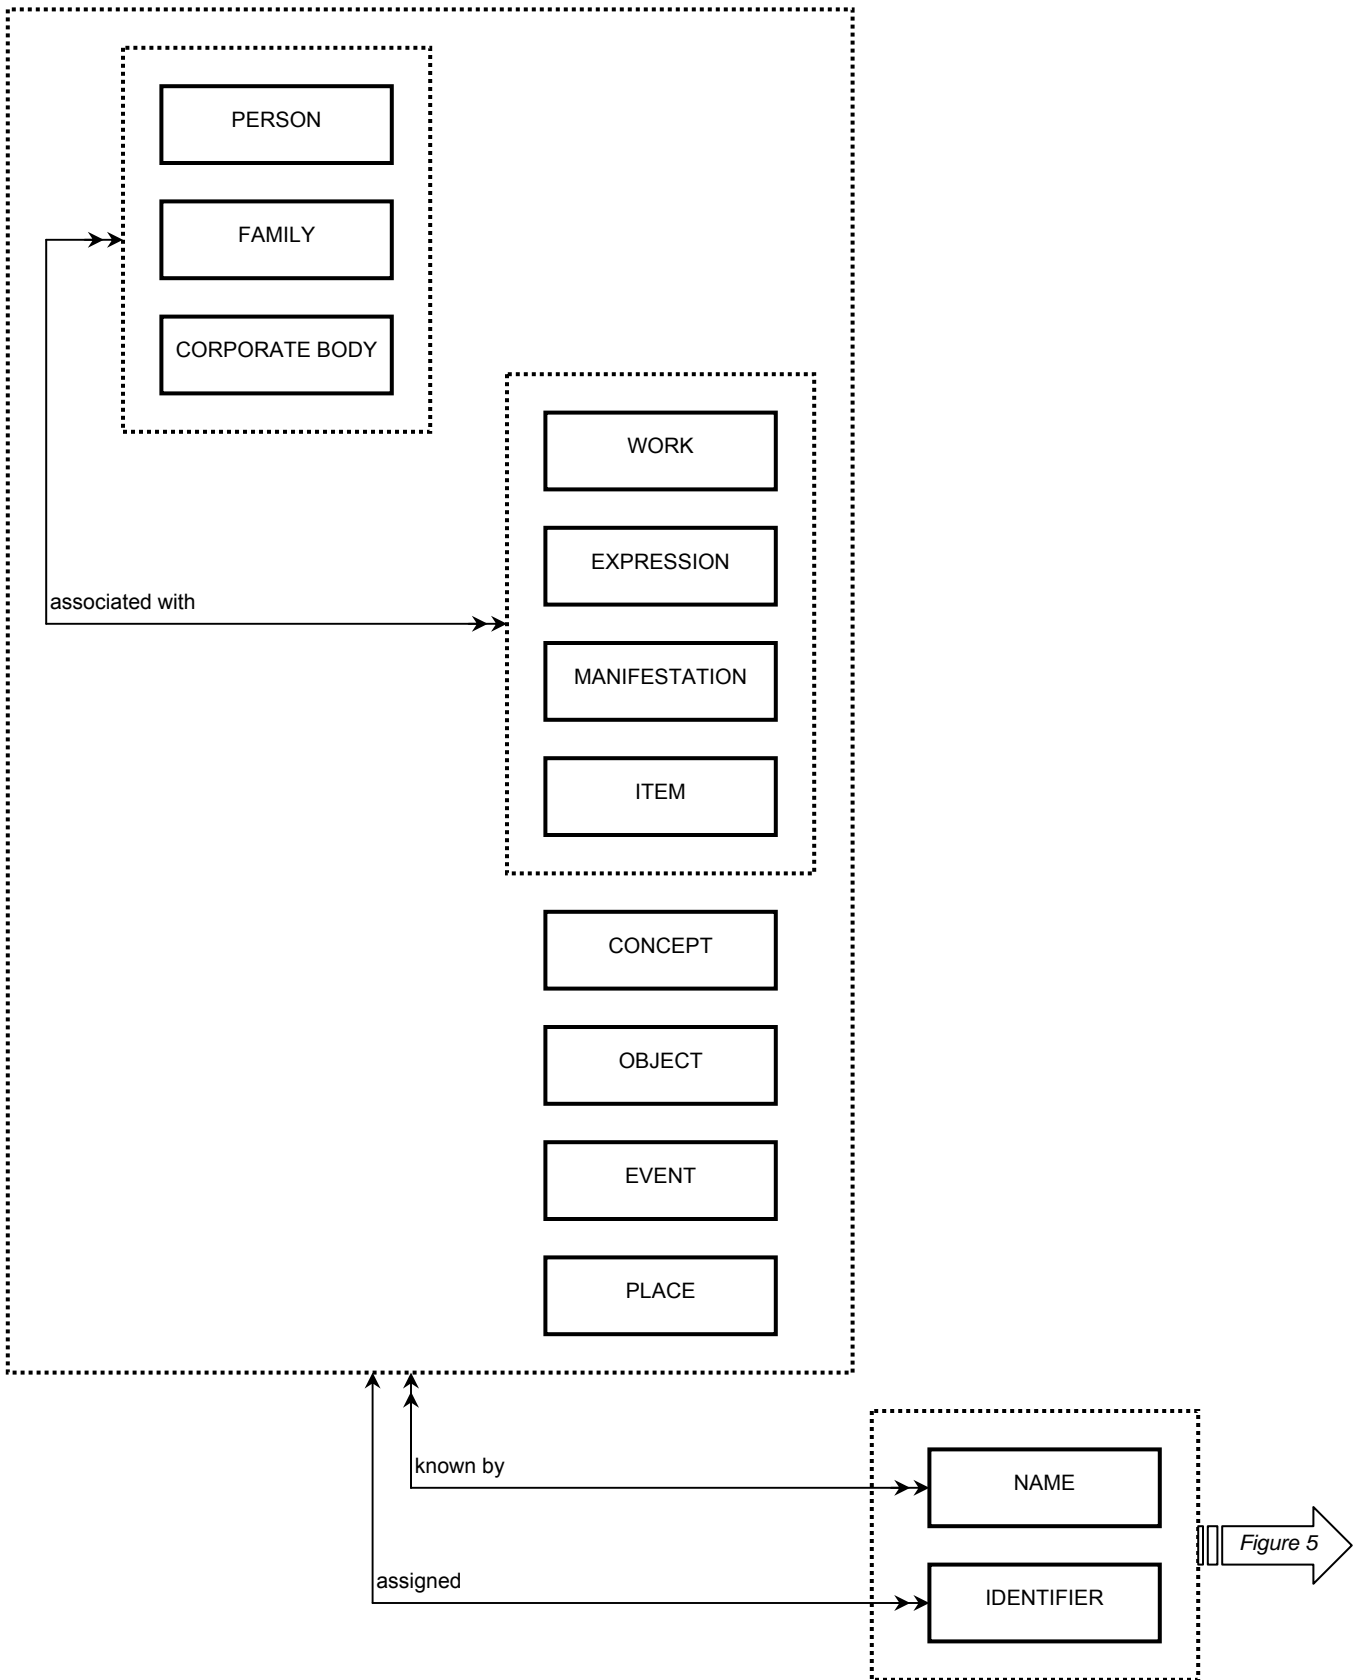 PERSON
FAMILY
CORPORATE BODY
WORK
EXPRESSION
associated with
MANIFESTATION
ITEM
CONCEPT
OBJECT
EVENT
PLACE
known by
NAME
Figure 5
assigned
IDENTIFIER